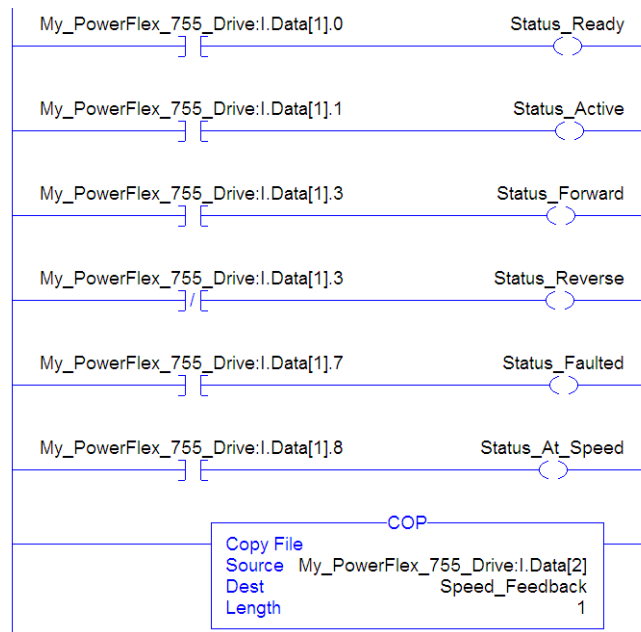 My_PowerFlex_755_Drive:I.Data[1].0 Status_Ready
My_PowerFlex_755_Drive:I.Data[1].1 Status_Active
My_PowerFlex_755_Drive:I.Data[1].3 Status_Forward
My_PowerFlex_755_Drive:I.Data[1].3 Status_Reverse
My_PowerFlex_755_Drive:I.Data[1].7 Status_Faulted
My_PowerFlex_755_Drive:I.Data[1].8 Status_At_Speed
COP
Copy File
Source My_PowerFlex_755_Drive:I.Data[2]
Dest Speed_Feedback
Length 1